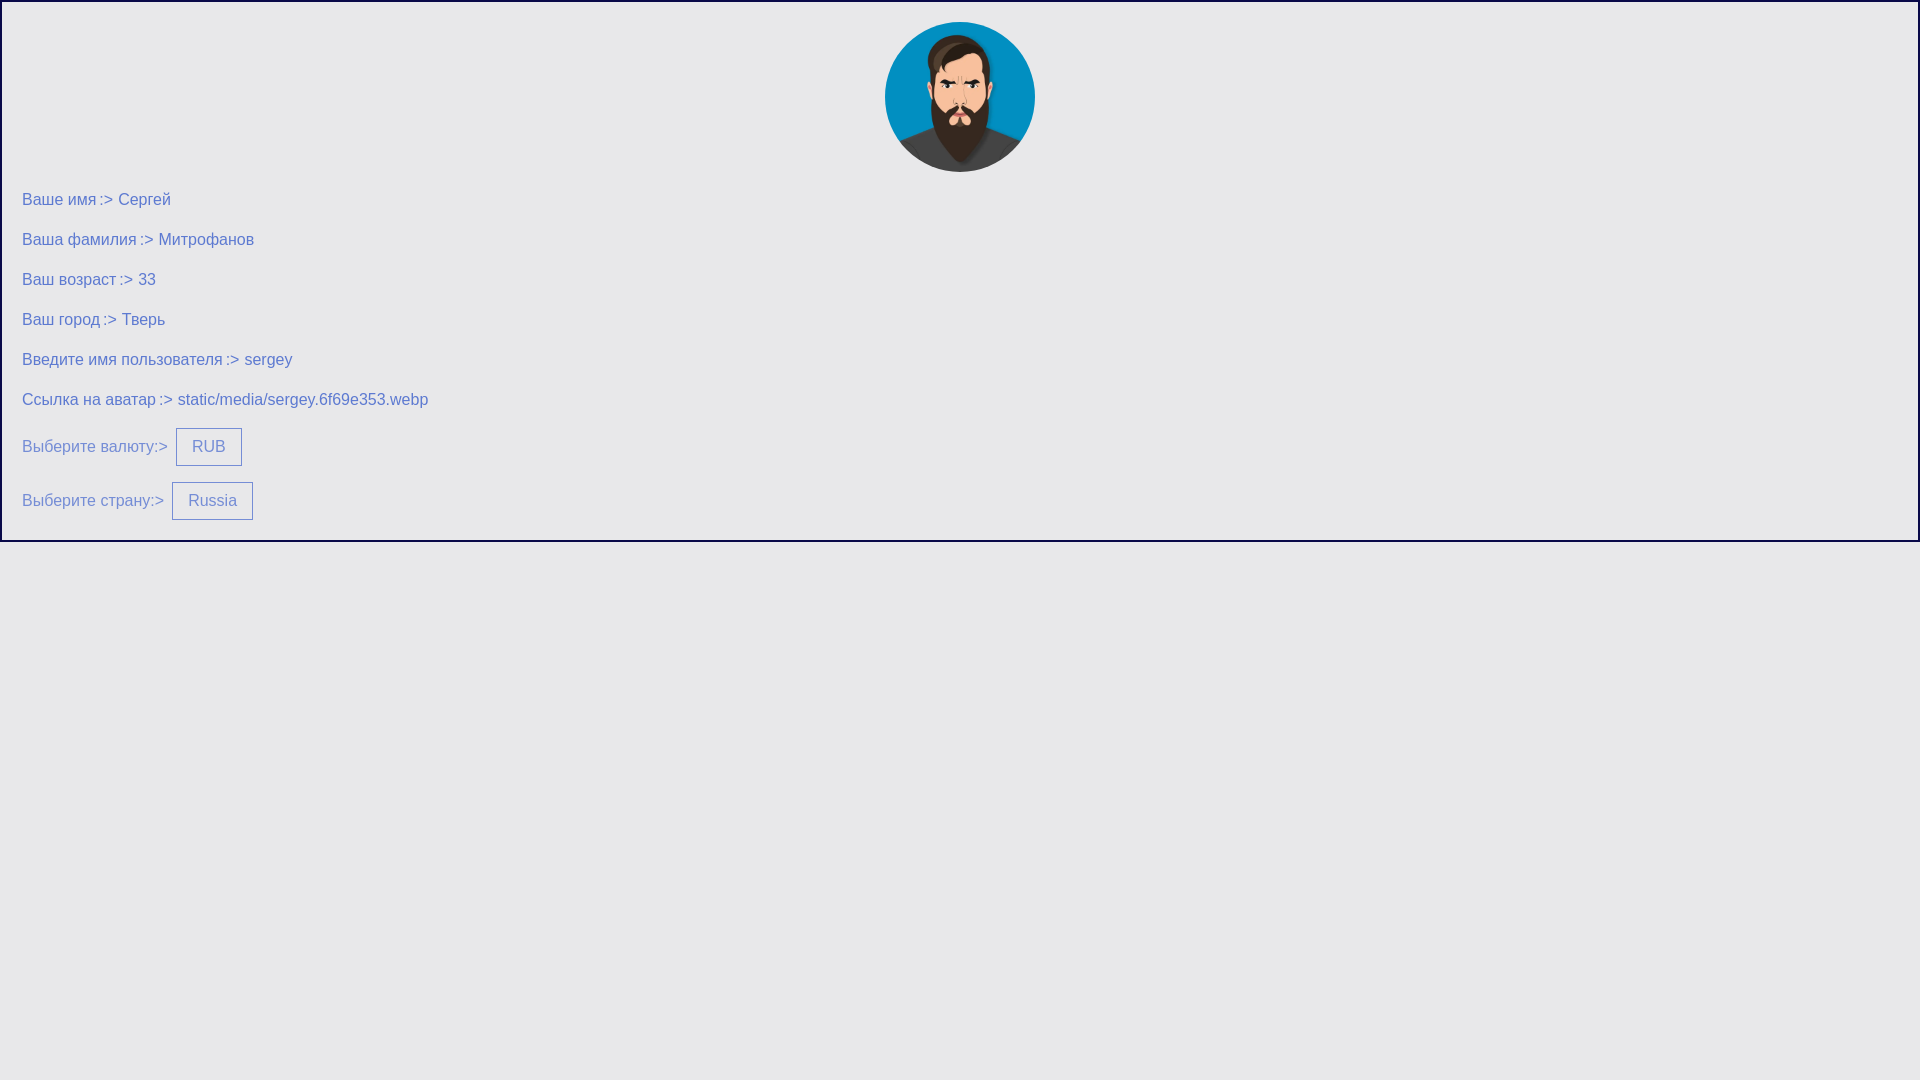 Ваше имя :> Сергей
Ваша фамилия :> Митрофанов
Ваш возраст :> 33
Ваш город :> Тверь
Введите имя пользователя :> sergey
Ссылка на аватар :> static/media/sergey.6f69e353.webp
Выберите валюту:> RUB
Выберите страну:> Russia